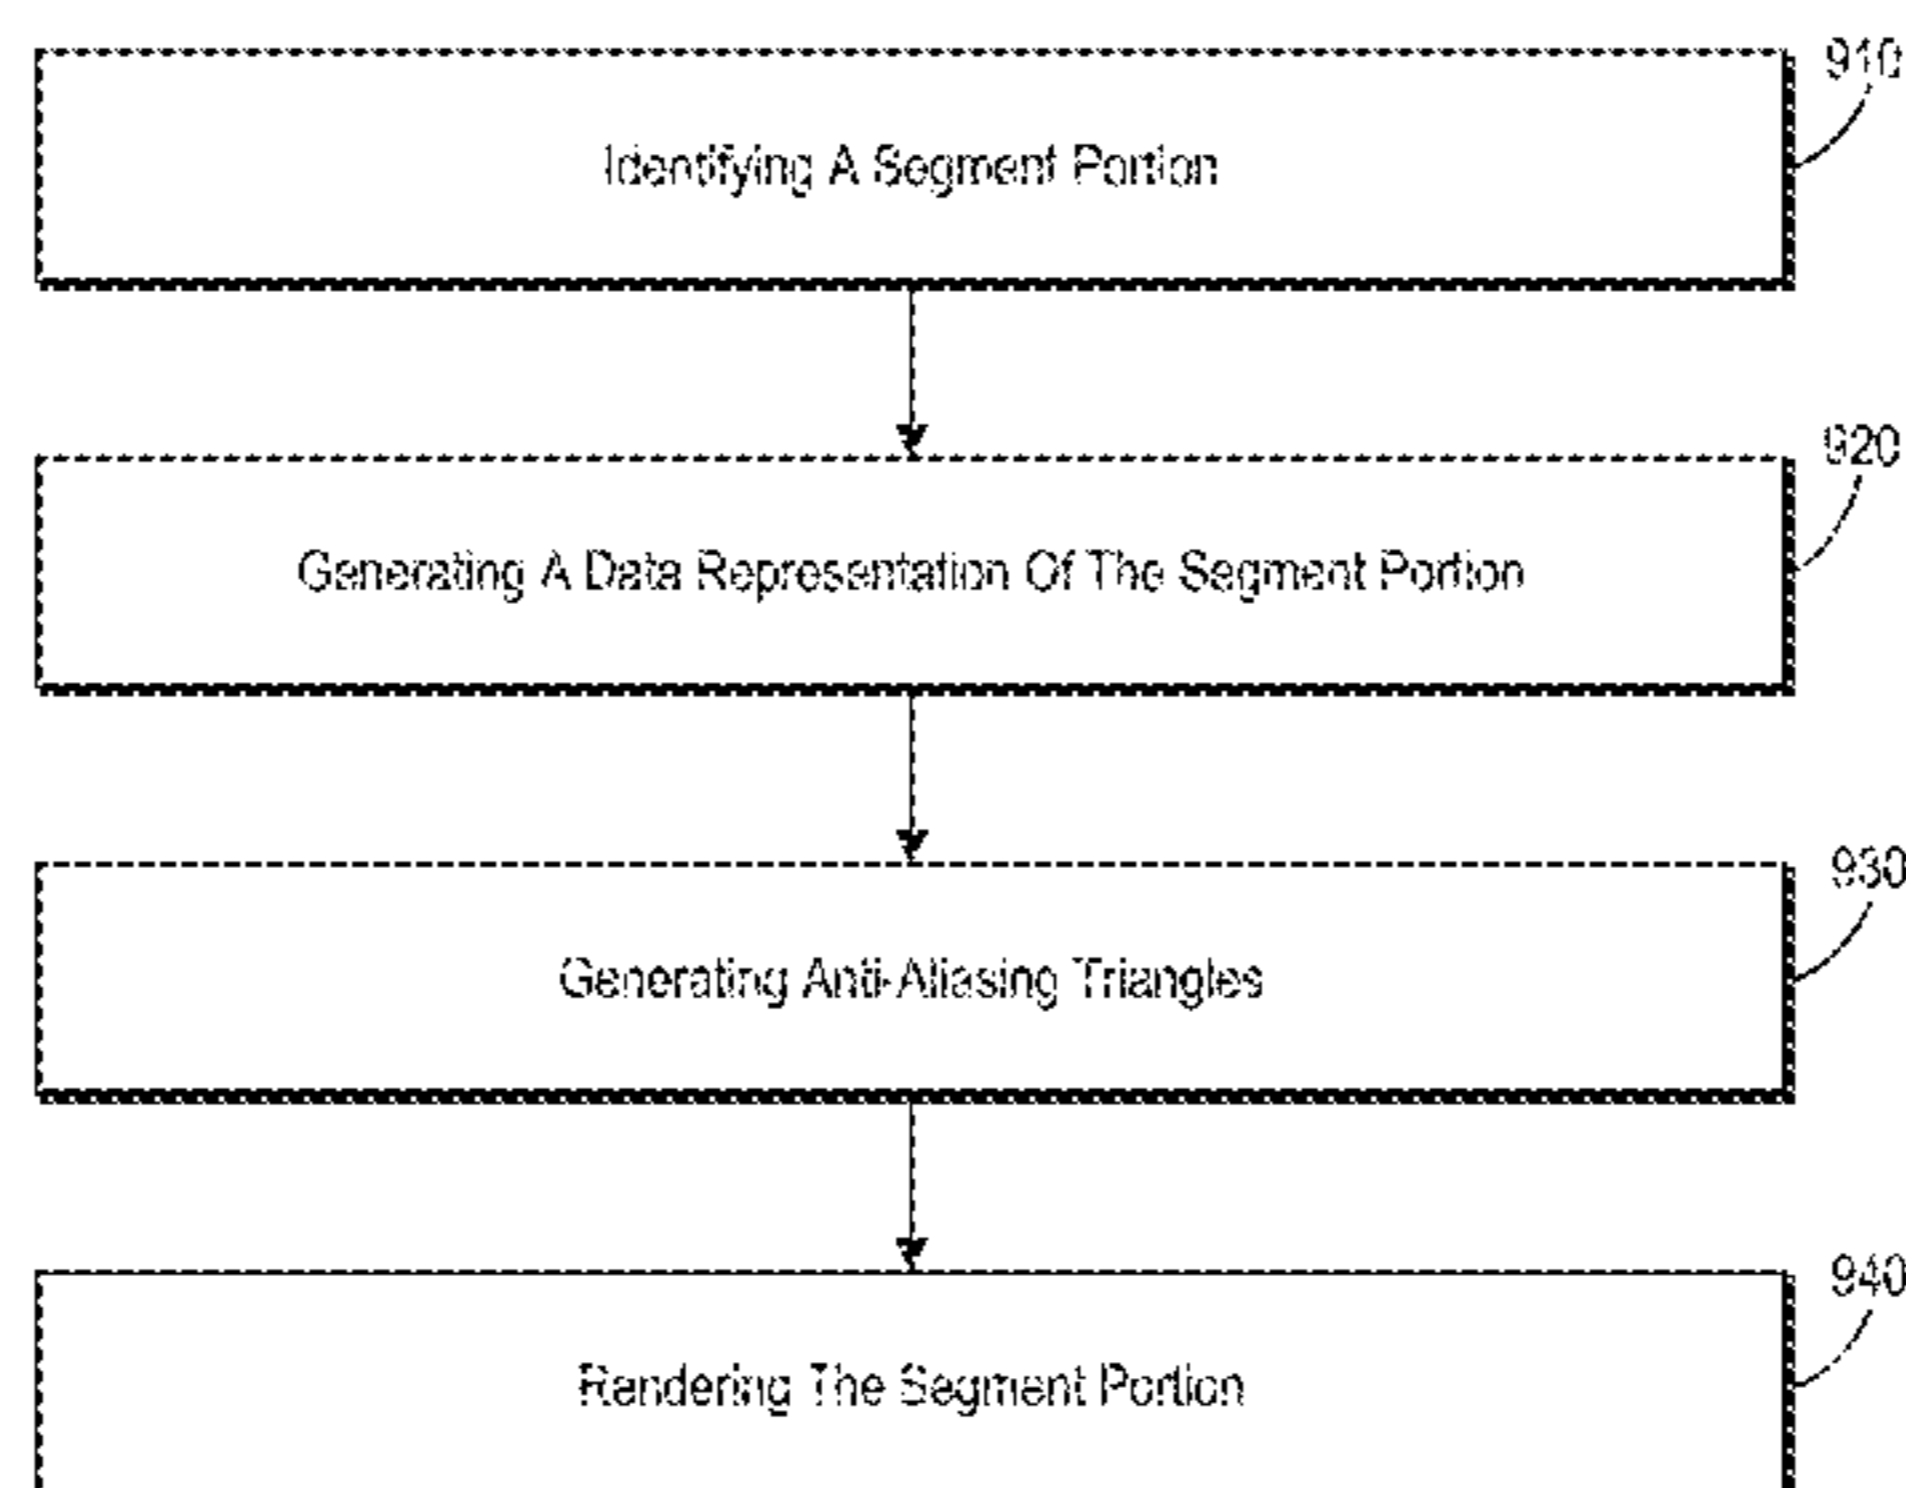 910
Identifying A Segment Portion
920
Generating A Data Representation Of The Segment Portion
930
Generating Anti-Aliasing Triangles
940
Rendering The Segment Portion